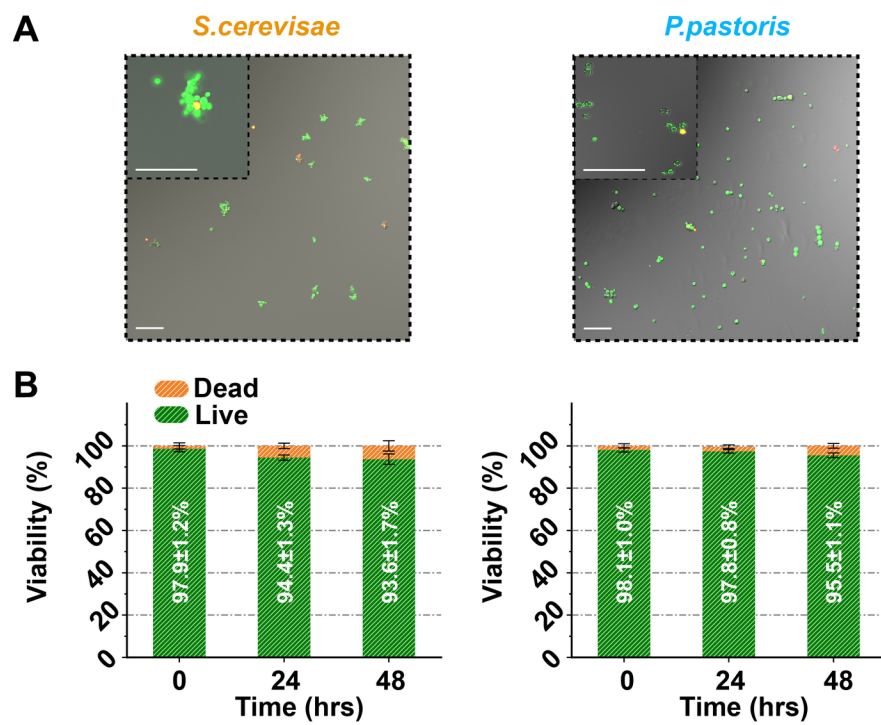 A
S.cerevisae
P.pastoris
B
Dead
Live
Viability (%)
100
80
60
40
20
0
97.9±1.2%
94.4±1.3%
93.6±1.7%
0
24
48
Time (hrs)
Viability (%)
100
80
60
40
20
0
98.1±1.0%
97.8±0.8%
95.5±1.1%
0
24
48
Time (hrs)